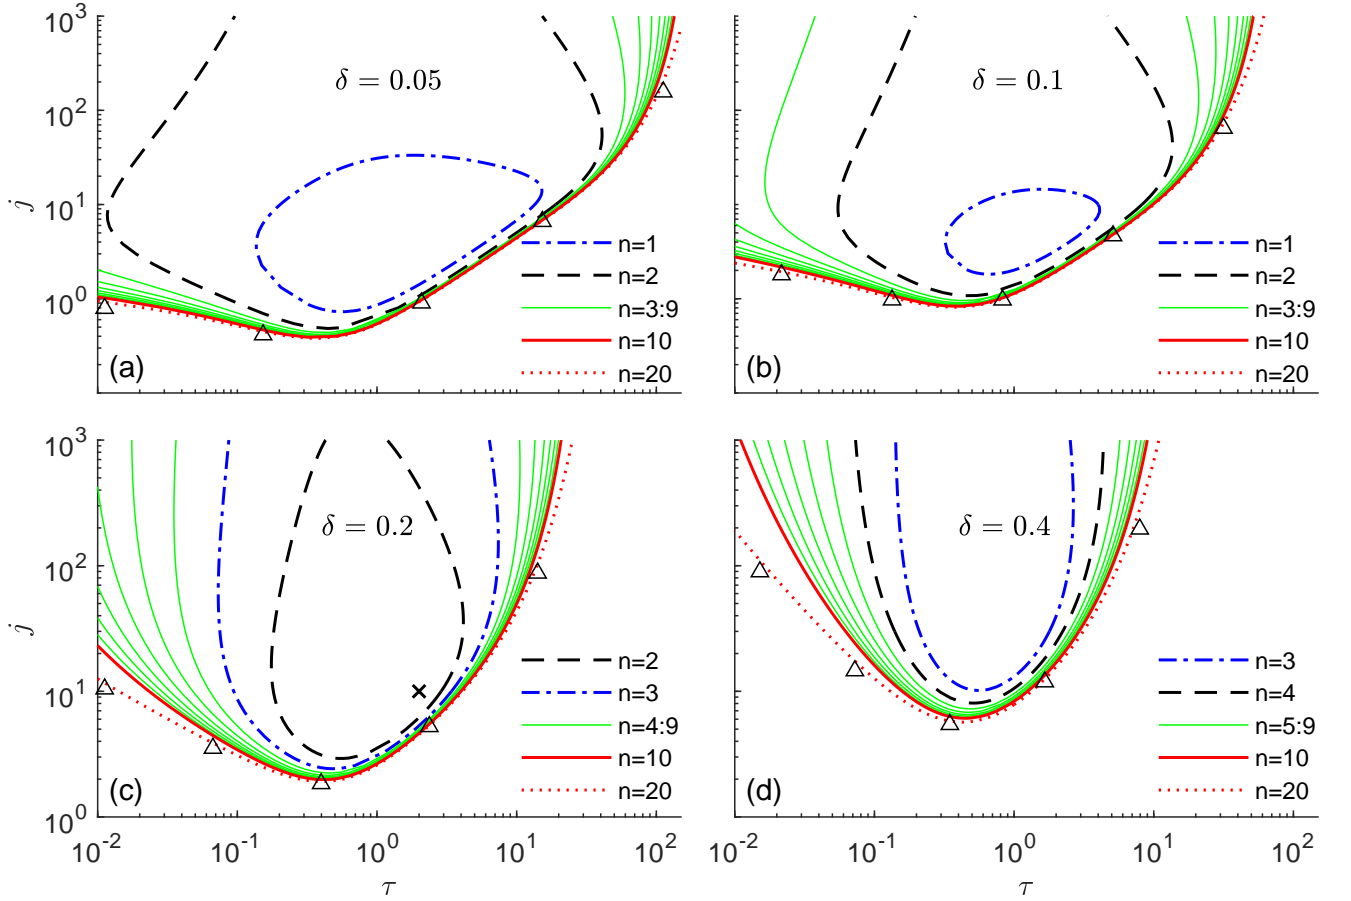 10^3
10^2
10^1
10^0
j
δ = 0.05
n=1
n=2
n=3:9
n=10
n=20
(a)
δ = 0.1
n=1
n=2
n=3:9
n=10
n=20
(b)
10^3
10^2
10^1
10^0
j
δ = 0.2
n=2
n=3
n=4:9
n=10
n=20
(c)
10^-2 10^-1 10^0 10^1 10^2
τ
δ = 0.4
n=3
n=4
n=5:9
n=10
n=20
(d)
10^-2 10^-1 10^0 10^1 10^2
τ